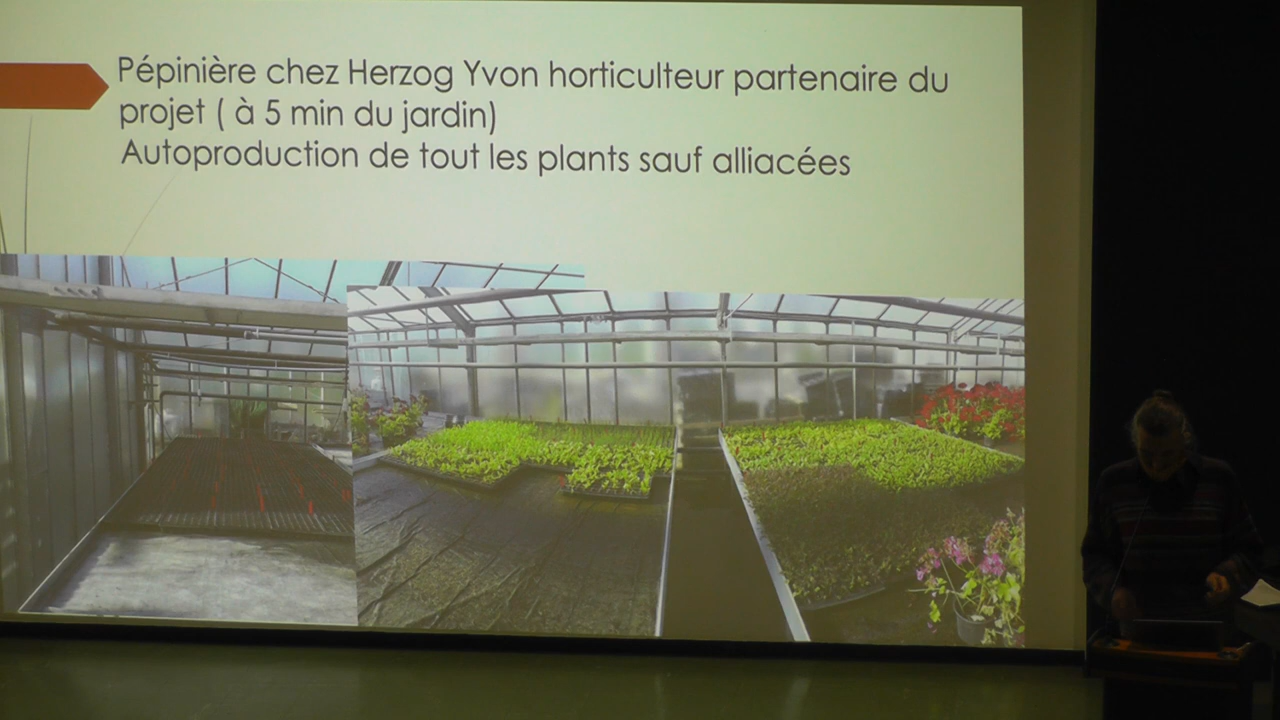 Pépinière chez Herzog Yvon horticulteur partenaire du
projet ( à 5 min du jardin)
Autoproduction de tout les plants sauf alliacées